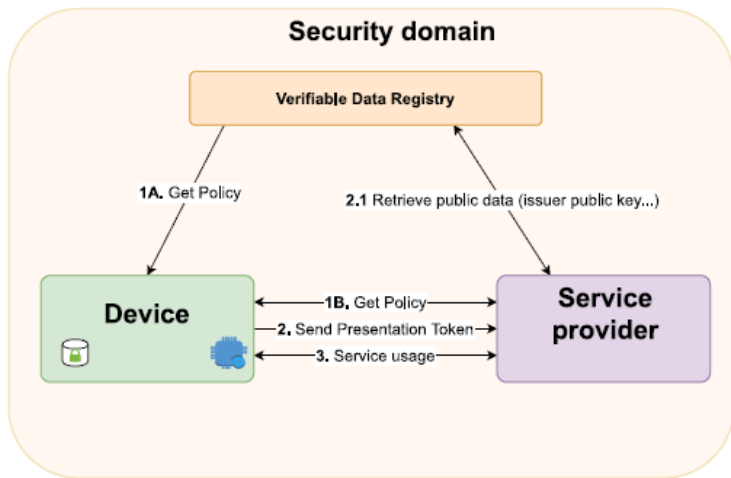 Security domain
Verifiable Data Registry
1A. Get Policy
2.1 Retrieve public data (issuer public key...)
Device
1B. Get Policy
2. Send Presentation Token
3. Service usage
Service
provider